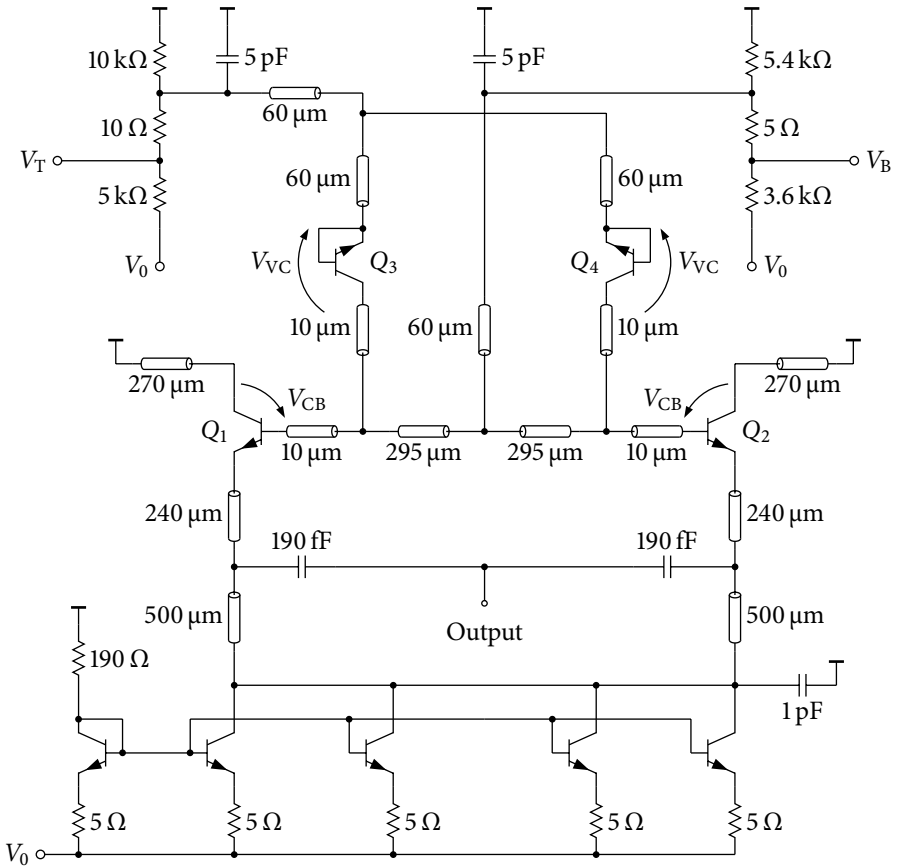 10 kΩ
5 pF
5 pF
5.4 kΩ
60 μm
10 Ω
5 Ω
V_T
V_B
60 μm
60 μm
5 kΩ
3.6 kΩ
V_0
V_VC
Q_3
Q_4
V_VC
V_0
10 μm
60 μm
10 μm
270 μm
V_CB
V_CB
270 μm
Q_1
Q_2
10 μm
295 μm
295 μm
10 μm
240 μm
240 μm
190 fF
190 fF
500 μm
500 μm
Output
190 Ω
1 pF
5 Ω
5 Ω
5 Ω
5 Ω
5 Ω
V_0